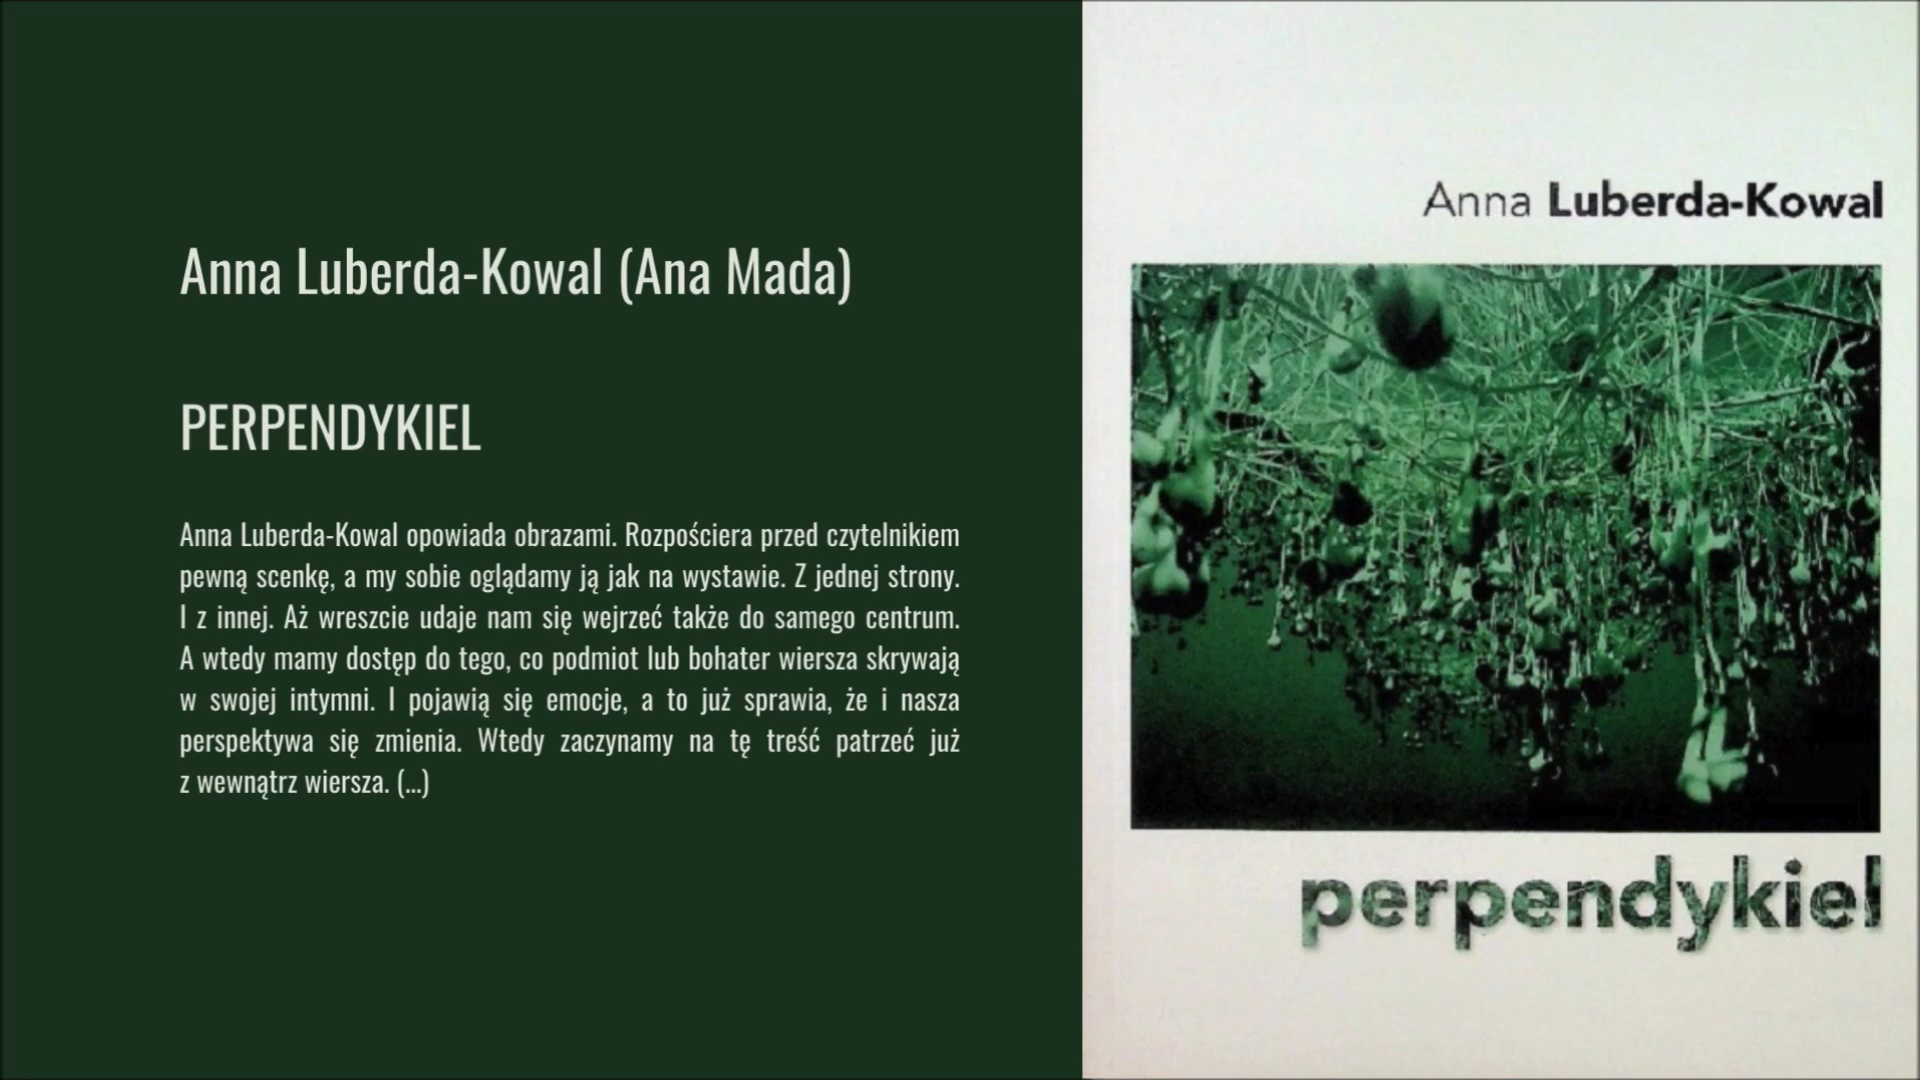 Anna Luberda-Kowal (Ana Mada)
PERPENDYKIEL
Anna Luberda-Kowal opowiada obrazami. Rozpościera przed czytelnikiem
pewną scenkę, a my sobie oglądamy ją jak na wystawie. Z jednej strony.
I z innej. Aż wreszcie udaje nam się wejrzeć także do samego centrum.
A wtedy mamy dostęp do tego, co podmiot lub bohater wiersza skrywają
w swojej intymni. I pojawią się emocje, a to już sprawia, że i nasza
perspektywa się zmienia. Wtedy zaczynamy na tę treść patrzeć już
z wewnątrz wiersza. (...)
Anna Luberda-Kowal
perpendykiel